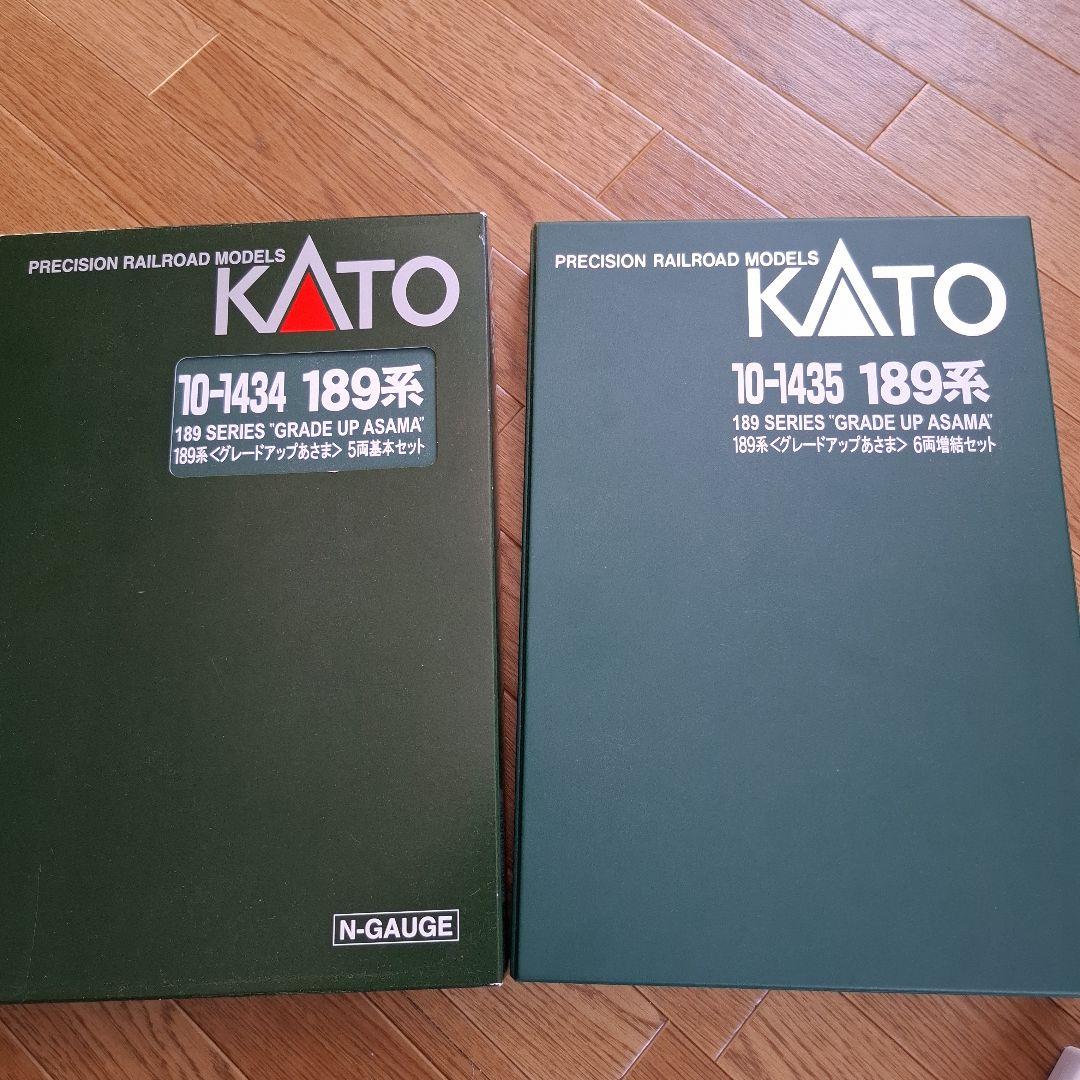 PRECISION RAILROAD MODELS
KATO
10-1434 189系
189 SERIES "GRADE UP ASAMA"
189系<グレードアップあさま> 5両基本セット
N-GAUGE
PRECISION RAILROAD MODELS
KATO
10-1435 189系
189 SERIES "GRADE UP ASAMA"
189系<グレードアップあさま> 6両増結セット